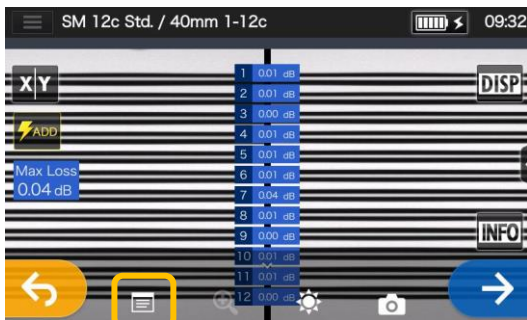 SM 12c Std. / 40mm 1-12c
09:32
X Y
DISP
ADD
Max Loss
0.04 dB
1 0.01 dB
2 0.01 dB
3 0.00 dB
4 0.01 dB
5 0.01 dB
6 0.01 dB
7 0.04 dB
8 0.01 dB
9 0.00 dB
10 0.01 dB
11 0.01 dB
12 0.00 dB
INFO